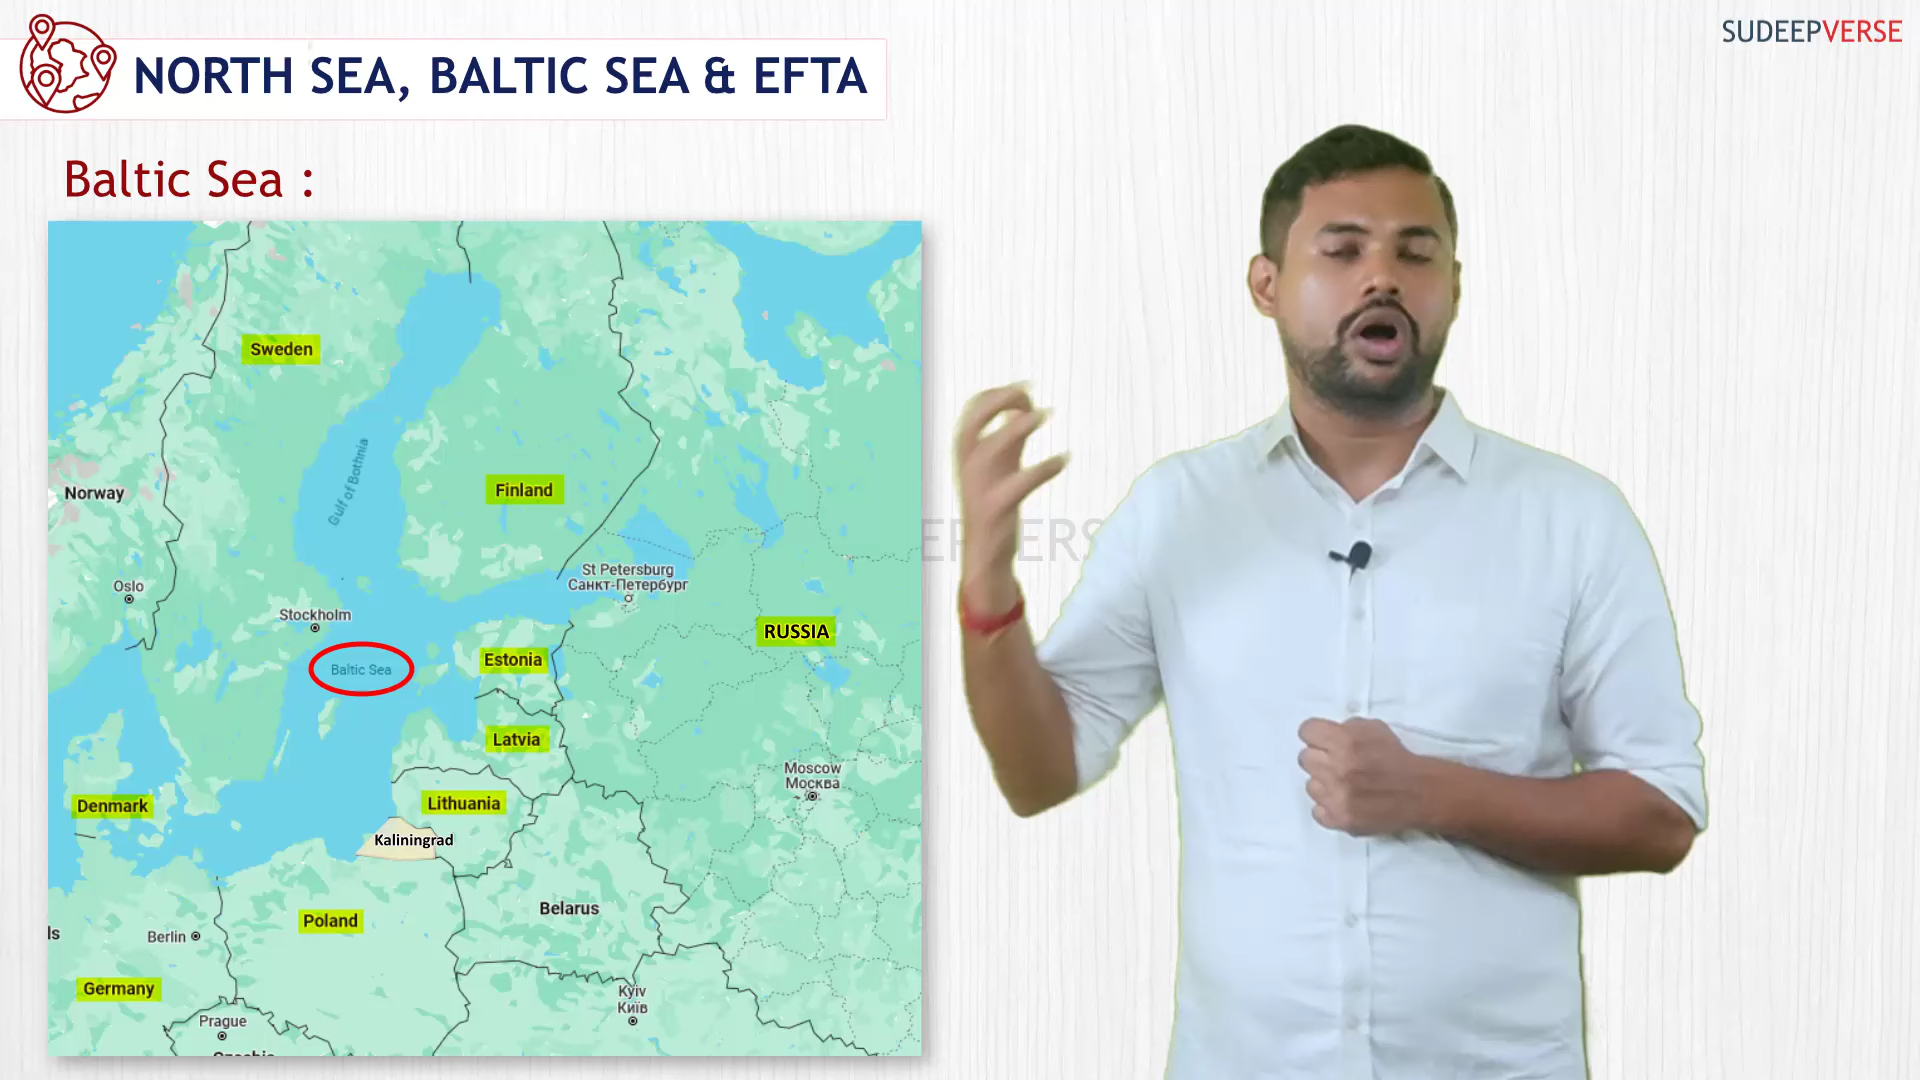 SUDEEPVERSE
NORTH SEA, BALTIC SEA & EFTA
Baltic Sea :
Sweden
Gulf of Bothnia
Norway
Finland
Oslo
St Petersburg
Санкт-Петербург
Stockholm
RUSSIA
Baltic Sea
Estonia
Latvia
Moscow
Москва
Denmark
Lithuania
Kaliningrad
Belarus
Poland
ls
Berlin
Germany
Kyiv
Київ
Prague